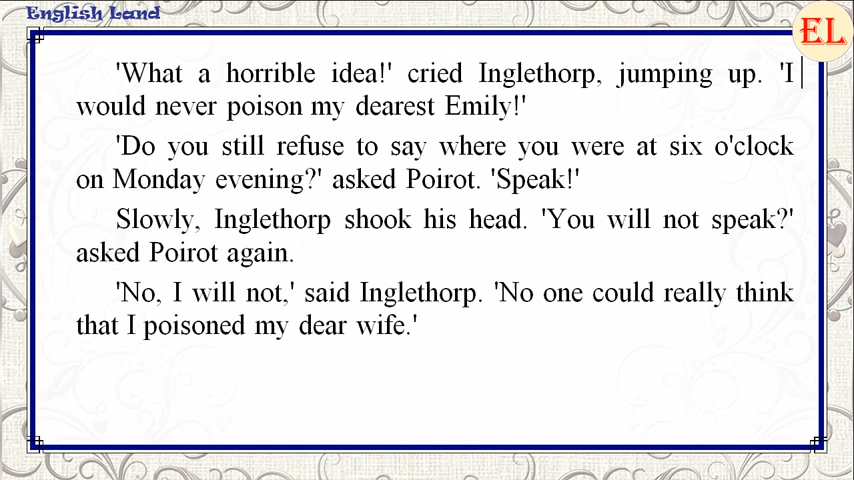 English Land
EL
'What a horrible idea!' cried Inglethorp, jumping up. 'I
would never poison my dearest Emily!'
'Do you still refuse to say where you were at six o'clock
on Monday evening?' asked Poirot. 'Speak!'
Slowly, Inglethorp shook his head. 'You will not speak?'
asked Poirot again.
'No, I will not,' said Inglethorp. 'No one could really think
that I poisoned my dear wife.'